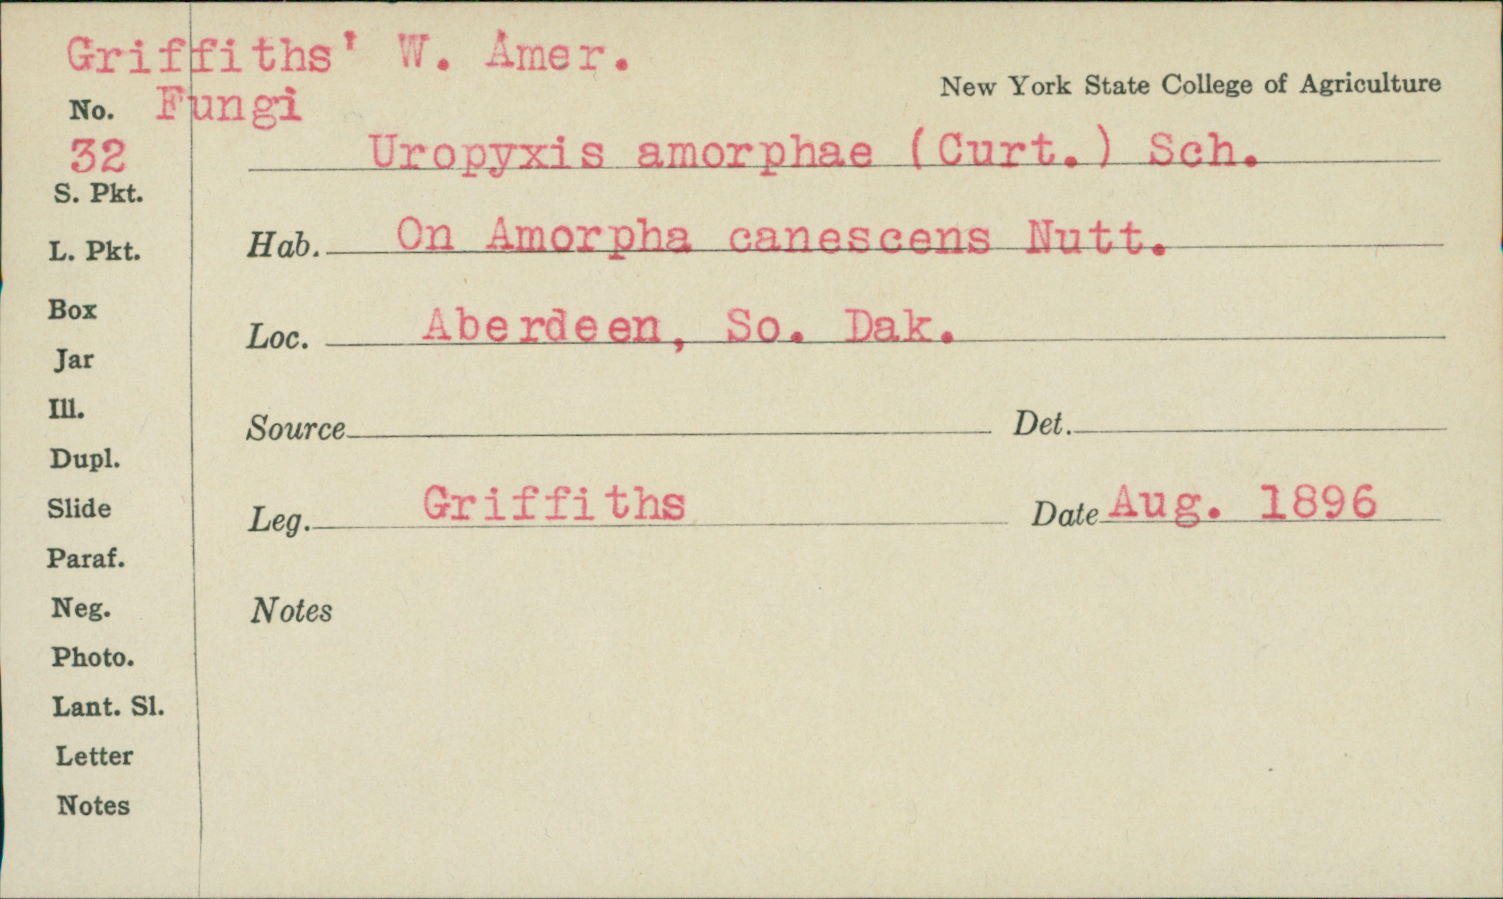 Griffiths' W. Amer.
New York State College of Agriculture
No. Fungi
32
Uropyxis amorphae (Curt.) Sch.
S. Pkt.
Hab. On Amorpha canescens Nutt.
L. Pkt.
Box
Loc. Aberdeen, So. Dak.
Jar
Ill.
Source Det.
Dupl.
Slide
Leg. Griffiths Date Aug. 1896
Paraf.
Neg.
Notes
Photo.
Lant. Sl.
Letter
Notes